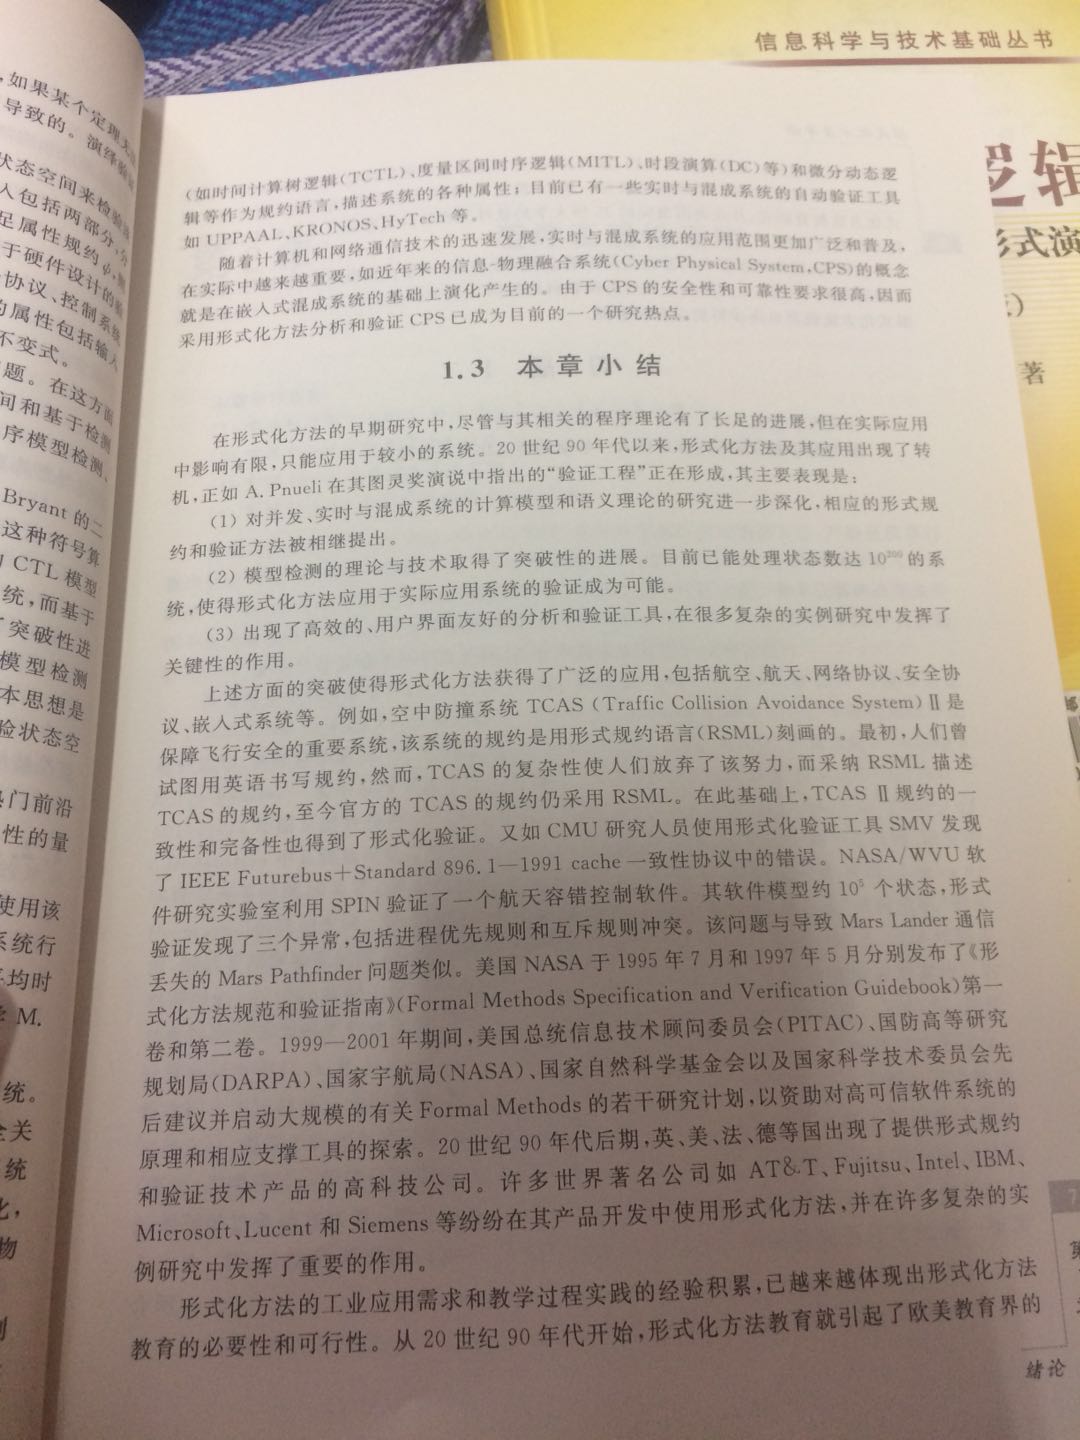 信息科学与技术基础丛书
逻辑
形式演
著
，如果某个定理无
导致的。演绎验证
状态空间来检验
人包括两部分，
足属性规约φ，
于硬件设计的
协议、控制系统
的属性包括输入
不变式。
题。在这方面
间和基于检测
序模型检测、
Bryant 的二
这种符号算
CTL 模型
统，而基于
突破性进
模型检测
本思想是
验状态空
热门前沿
性的量
使用该
系统行
平均时
M.
统。
全关
统
化，
物
(如时间计算树逻辑(TCTL)、度量区间时序逻辑(MITL)、时段演算(DC)等)和微分动态逻
辑等作为规约语言，描述系统的各种属性；目前已有一些实时与混成系统的自动验证工具
如 UPPAAL、KRONOS、HyTech 等。
随着计算机和网络通信技术的迅速发展，实时与混成系统的应用范围更加广泛和普及，
在实际中越来越重要，如近年来的信息-物理融合系统(Cyber Physical System，CPS)的概念
就是在嵌入式混成系统的基础上演化产生的。由于 CPS 的安全性和可靠性要求很高，因而
采用形式化方法分析和验证 CPS 已成为目前的一个研究热点。
1.3 本章小结
在形式化方法的早期研究中，尽管与其相关的程序理论有了长足的进展，但在实际应用
中影响有限，只能应用于较小的系统。20 世纪 90 年代以来，形式化方法及其应用出现了转
机，正如 A. Pnueli 在其图灵奖演说中指出的“验证工程”正在形成，其主要表现是：
(1) 对并发、实时与混成系统的计算模型和语义理论的研究进一步深化，相应的形式规
约和验证方法被相继提出。
(2) 模型检测的理论与技术取得了突破性的进展。目前已能处理状态数达 10²⁰⁰ 的系
统，使得形式化方法应用于实际应用系统的验证成为可能。
(3) 出现了高效的、用户界面友好的分析和验证工具，在很多复杂的实例研究中发挥了
关键性的作用。
上述方面的突破使得形式化方法获得了广泛的应用，包括航空、航天、网络协议、安全协
议、嵌入式系统等。例如，空中防撞系统 TCAS (Traffic Collision Avoidance System)Ⅱ是
保障飞行安全的重要系统，该系统的规约是用形式规约语言(RSML)刻画的。最初，人们曾
试图用英语书写规约，然而，TCAS 的复杂性使人们放弃了该努力，而采纳 RSML 描述
TCAS 的规约，至今官方的 TCAS 的规约仍采用 RSML。在此基础上，TCAS Ⅱ规约的一
致性和完备性也得到了形式化验证。又如 CMU 研究人员使用形式化验证工具 SMV 发现
了 IEEE Futurebus+Standard 896.1—1991 cache 一致性协议中的错误。NASA/WVU 软
件研究实验室利用 SPIN 验证了一个航天容错控制软件。其软件模型约 10⁵ 个状态，形式
验证发现了三个异常，包括进程优先规则和互斥规则冲突。该问题与导致 Mars Lander 通信
丢失的 Mars Pathfinder 问题类似。美国 NASA 于 1995 年 7 月和 1997 年 5 月分别发布了《形
式化方法规范和验证指南》(Formal Methods Specification and Verification Guidebook)第一
卷和第二卷。1999—2001 年期间，美国总统信息技术顾问委员会(PITAC)、国防高等研究
规划局(DARPA)、国家宇航局(NASA)、国家自然科学基金会以及国家科学技术委员会先
后建议并启动大规模的有关 Formal Methods 的若干研究计划，以资助对高可信软件系统的
原理和相应支撑工具的探索。20 世纪 90 年代后期，英、美、法、德等国出现了提供形式规约
和验证技术产品的高科技公司。许多世界著名公司如 AT&T、Fujitsu、Intel、IBM、
Microsoft、Lucent 和 Siemens 等纷纷在其产品开发中使用形式化方法，并在许多复杂的实
例研究中发挥了重要的作用。
形式化方法的工业应用需求和教学过程实践的经验积累，已越来越体现出形式化方法
教育的必要性和可行性。从 20 世纪 90 年代开始，形式化方法教育就引起了欧美教育界的
7
第
绪论